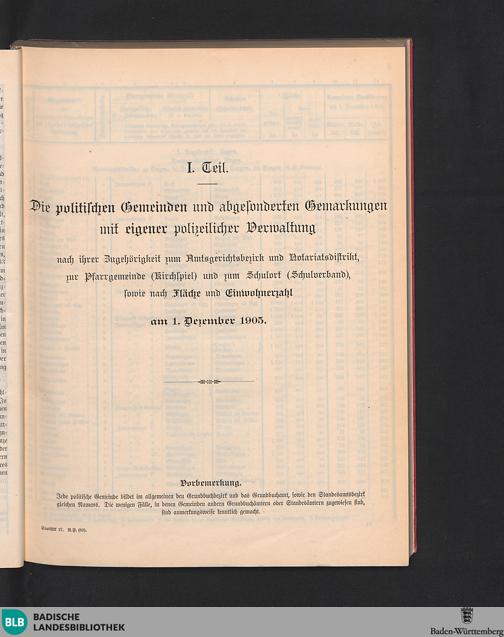 I. Teil.
Die politischen Gemeinden und abgesonderten Gemarkungen
mit eigener polizeilicher Verwaltung
nach ihrer Zugehörigkeit zum Amtsgerichtsbezirk und Notariatsdistrikt,
zur Pfarrgemeinde (Kirchspiel) und zum Schulort (Schulverband),
sowie nach Fläche und Einwohnerzahl
am 1. Dezember 1905.
Vorbemerkung.
Jede politische Gemeinde bildet im allgemeinen den Grundbuchbezirk und das Grundbuchamt, sowie den Standesamtsbezirk
gleichen Namens. Die wenigen Fälle, in denen Gemeinden andern Grundbuchämtern oder Standesämtern zugewiesen sind,
sind anmerkungsweise kenntlich gemacht.
BLB
BADISCHE
LANDESBIBLIOTHEK
Baden-Württemberg